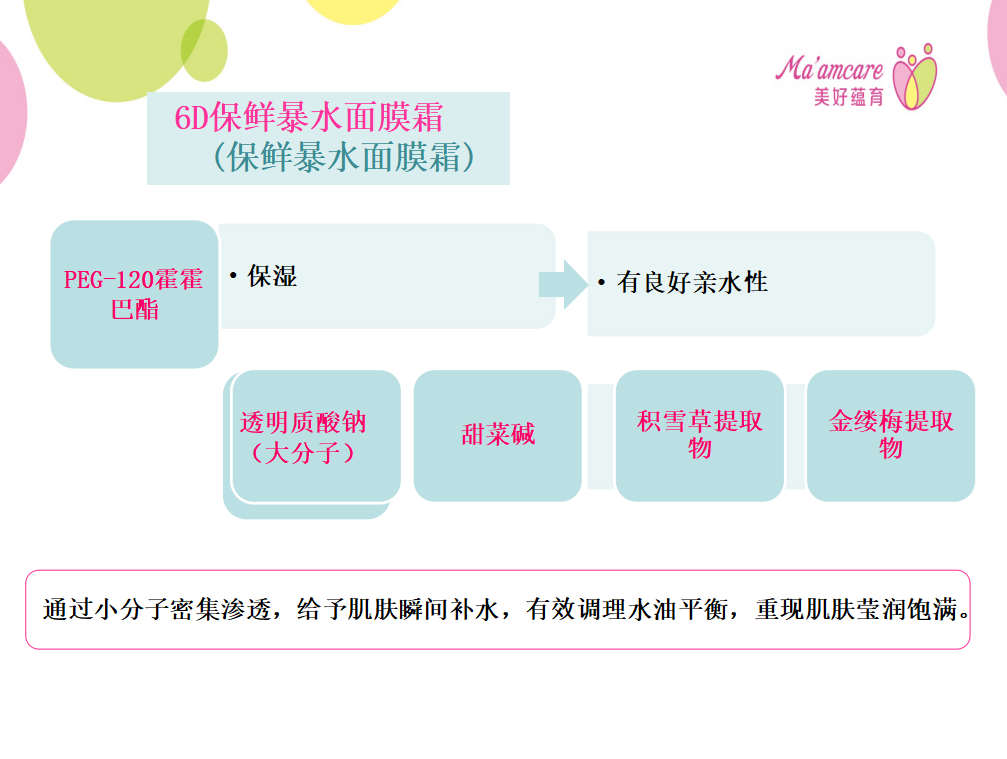 Ma'amcare
美好蕴育
6D保鲜暴水面膜霜
(保鲜暴水面膜霜)
PEG-120霍霍
巴酯
• 保湿
• 有良好亲水性
透明质酸钠
（大分子）
甜菜碱
积雪草提取
物
金缕梅提取
物
通过小分子密集渗透，给予肌肤瞬间补水，有效调理水油平衡，重现肌肤莹润饱满。